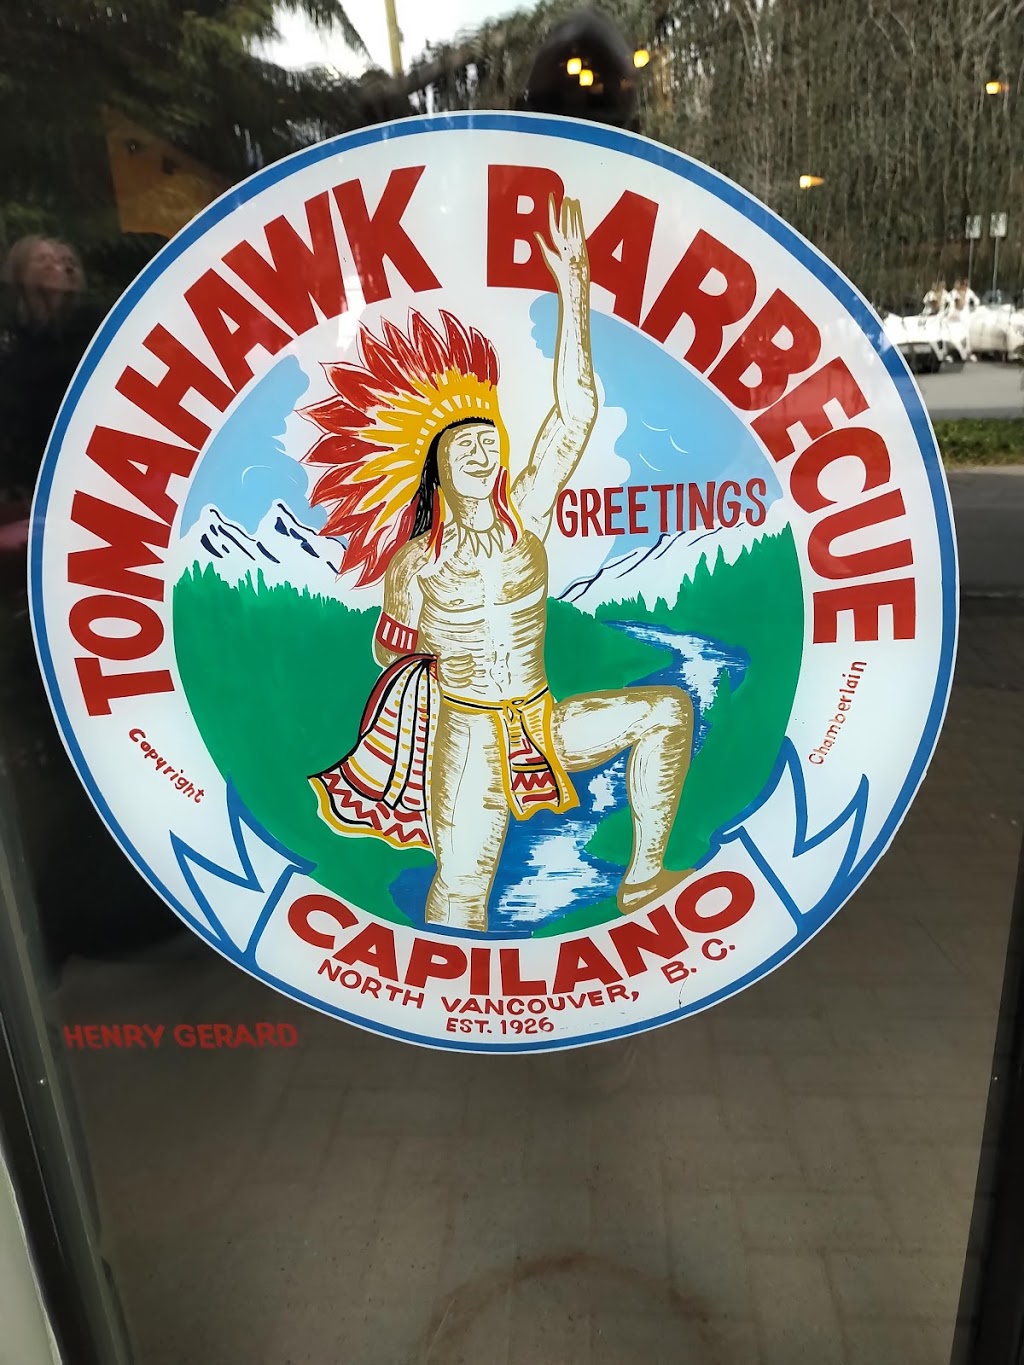 TOMAHAWK BARBECUE
GREETINGS
Copyright
Chamberlain
CAPILANO
NORTH VANCOUVER, B.C.
EST. 1926
HENRY GERARD